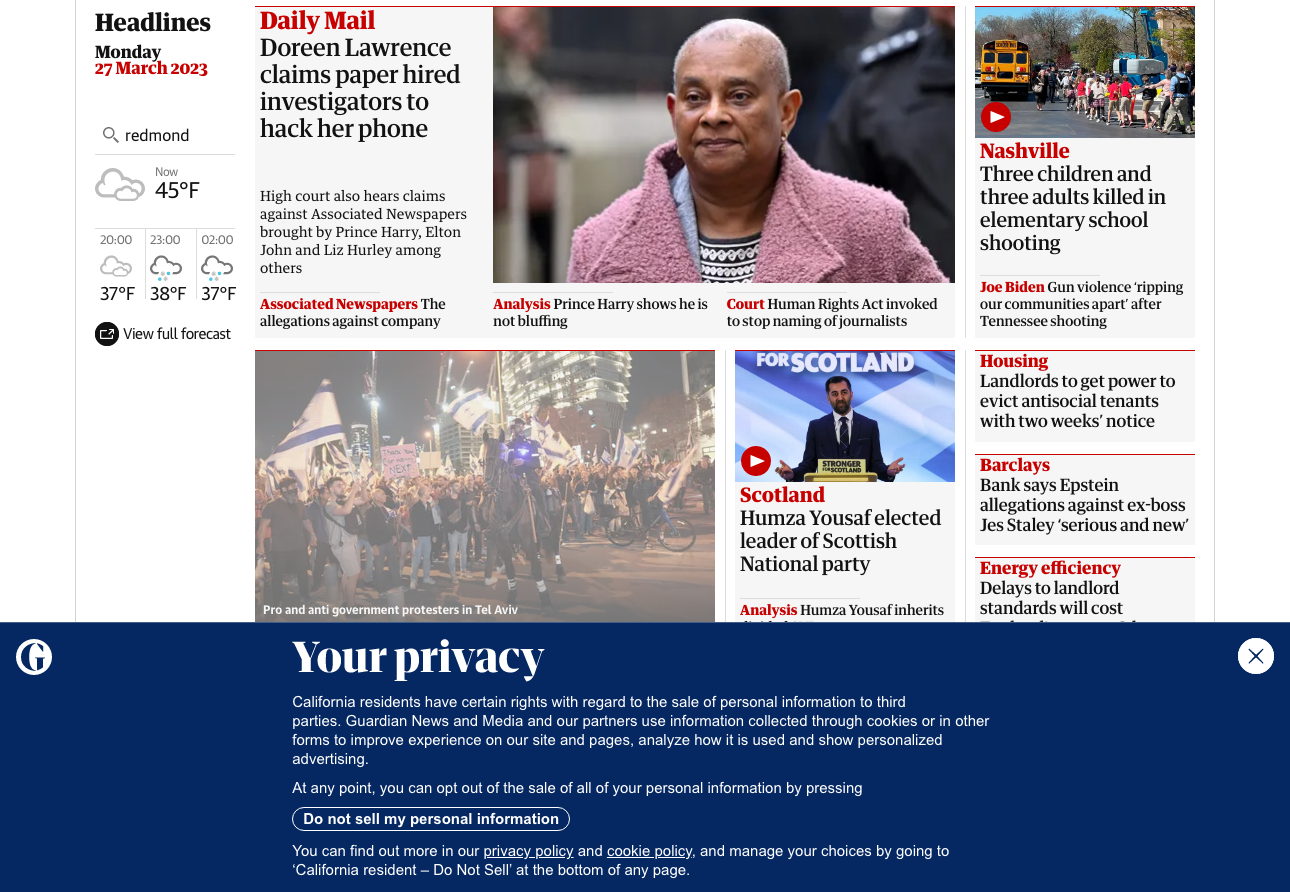 Headlines
Monday
27 March 2023
redmond
Now
45°F
20:00
23:00
02:00
37°F
38°F
37°F
View full forecast
Daily Mail
Doreen Lawrence
claims paper hired
investigators to
hack her phone
High court also hears claims
against Associated Newspapers
brought by Prince Harry, Elton
John and Liz Hurley among
others
Associated Newspapers The
allegations against company
Analysis Prince Harry shows he is
not bluffing
Court Human Rights Act invoked
to stop naming of journalists
SCHOOL BUS
Nashville
Three children and
three adults killed in
elementary school
shooting
Joe Biden Gun violence ‘ripping
our communities apart’ after
Tennessee shooting
Thank you
NEXT
Pro and anti government protesters in Tel Aviv
FOR SCOTLAND
STRONGER
FOR SCOTLAND
Scotland
Humza Yousaf elected
leader of Scottish
National party
Analysis Humza Yousaf inherits
Housing
Landlords to get power to
evict antisocial tenants
with two weeks’ notice
Barclays
Bank says Epstein
allegations against ex-boss
Jes Staley ‘serious and new’
Energy efficiency
Delays to landlord
standards will cost
G
Your privacy
California residents have certain rights with regard to the sale of personal information to third
parties. Guardian News and Media and our partners use information collected through cookies or in other
forms to improve experience on our site and pages, analyze how it is used and show personalized
advertising.
At any point, you can opt out of the sale of all of your personal information by pressing
Do not sell my personal information
You can find out more in our privacy policy and cookie policy, and manage your choices by going to
‘California resident – Do Not Sell’ at the bottom of any page.